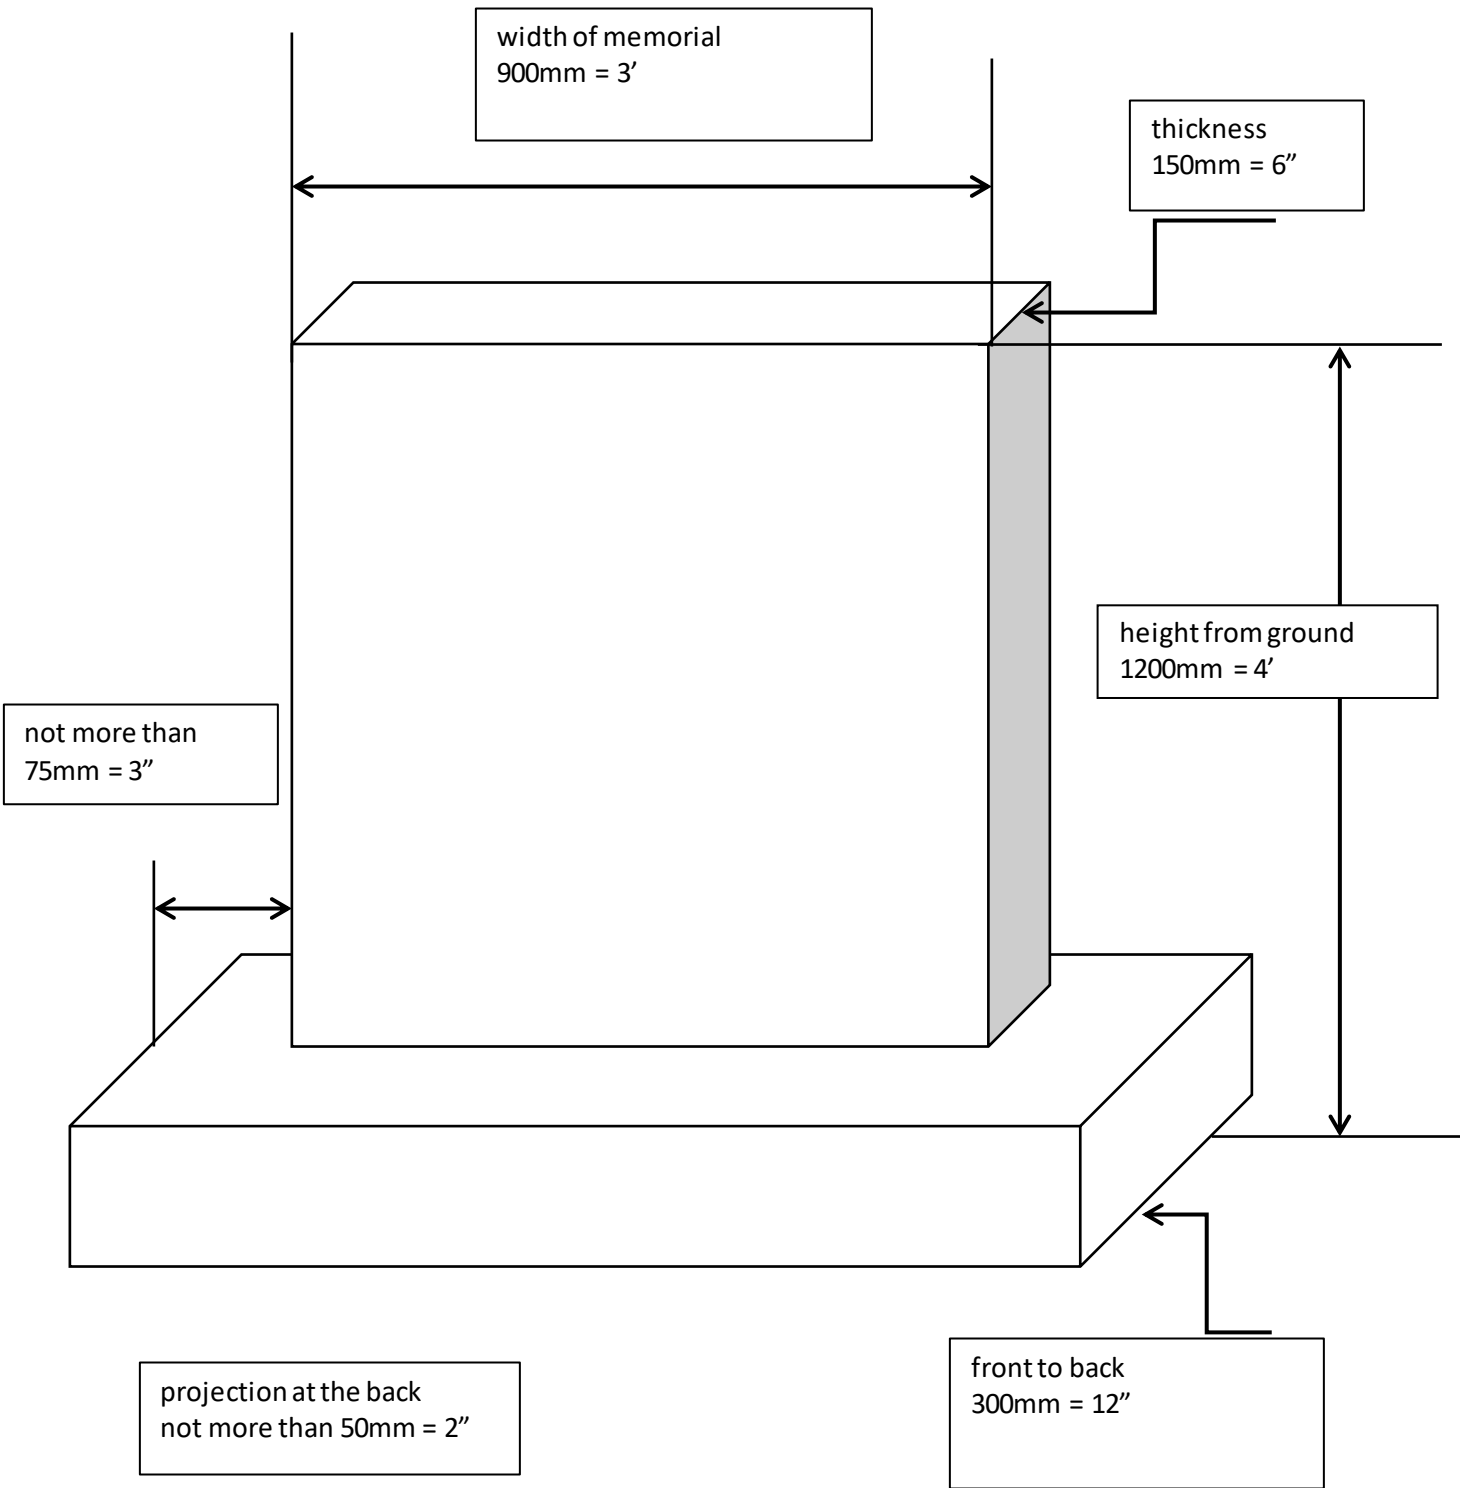 width of memorial
900mm = 3’
thickness
150mm = 6”
height from ground
1200mm = 4’
not more than
75mm = 3”
projection at the back
not more than 50mm = 2”
front to back
300mm = 12”